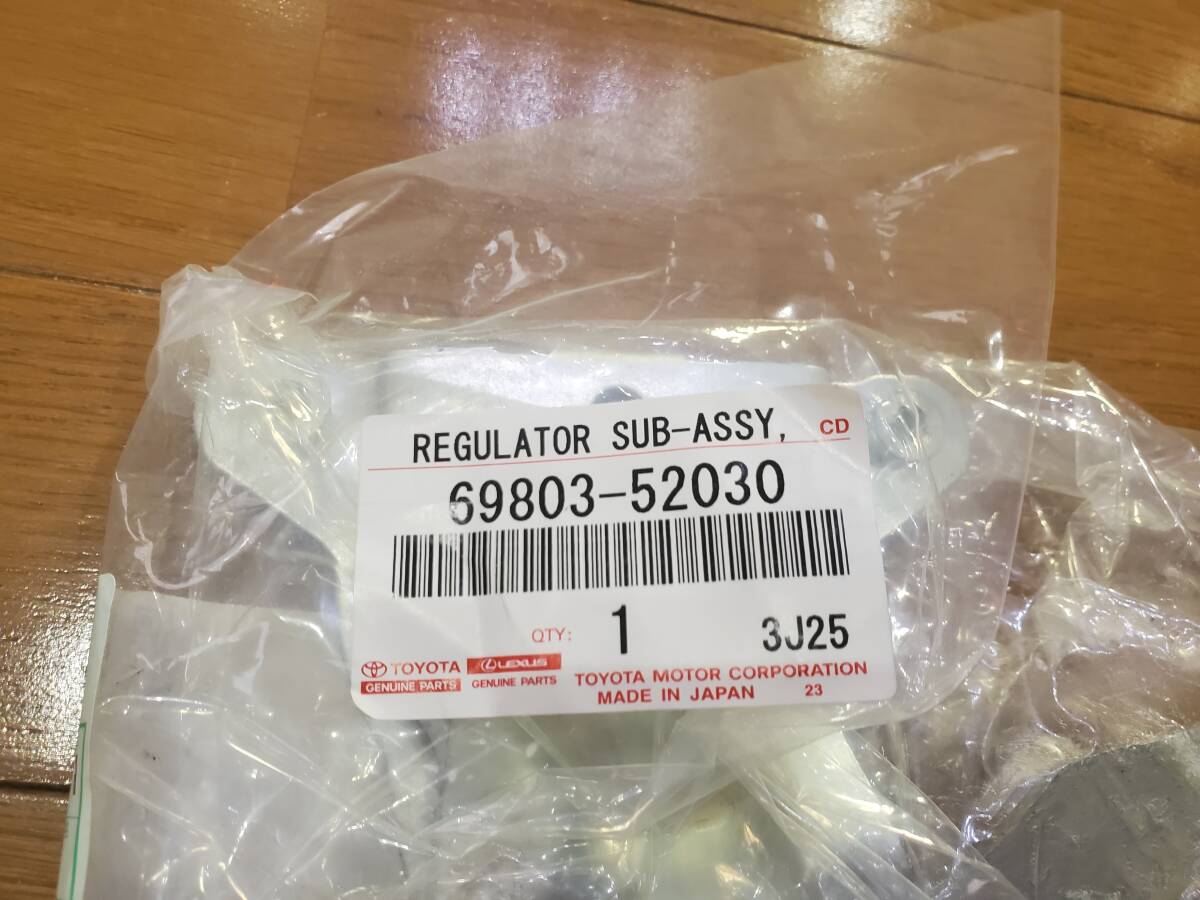 REGULATOR SUB-ASSY, CD
69803-52030
QTY: 1 3J25
TOYOTA LEXUS
GENUINE PARTS GENUINE PARTS
TOYOTA MOTOR CORPORATION
MADE IN JAPAN 23